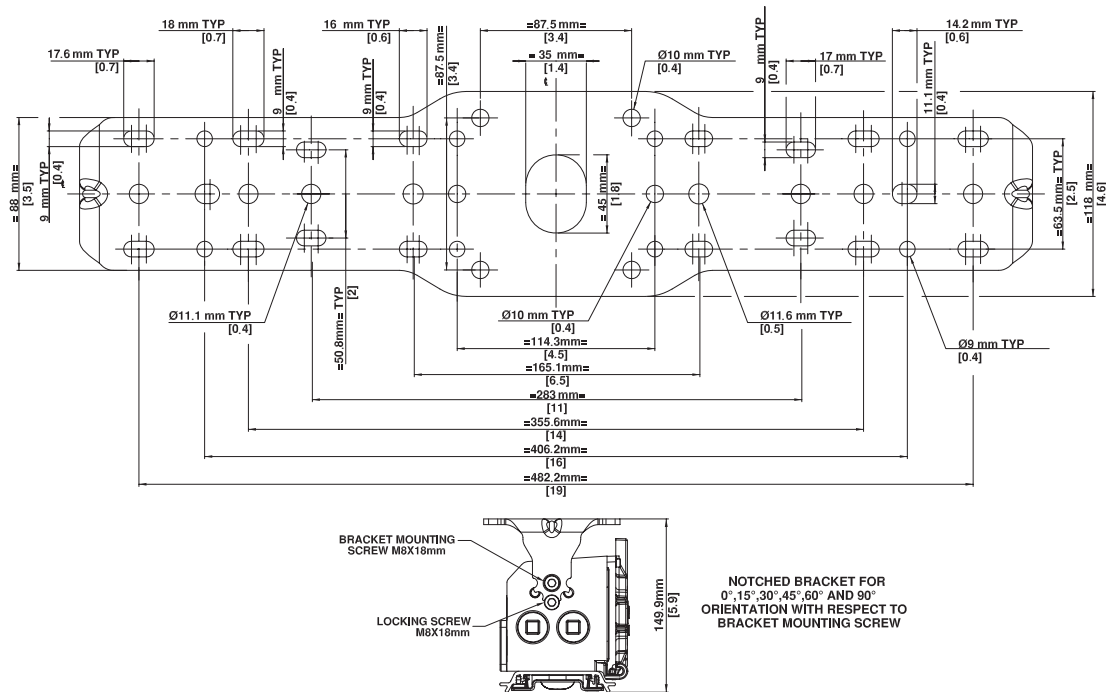 18 mm TYP
[0.7]
16 mm TYP
[0.6]
=87.5mm=
[3.4]
14.2 mm TYP
[0.6]
17.6 mm TYP
[0.7]
9 mm TYP
[0.4]
9 mm TYP
[0.4]
=87.5mm=
[3.4]
= 35 mm=
[1.4]
Ø10 mm TYP
[0.4]
9 mm TYP
[0.4]
17 mm TYP
[0.7]
11.1 mm TYP
[0.4]
= 88 mm=
[3.5]
9 mm TYP
[0.4]
= 45 mm=
[1.8]
=63.5 mm= TYP
[2.5]
=118 mm=
[4.6]
Ø11.1 mm TYP
[0.4]
=50.8mm= TYP
[2]
Ø10 mm TYP
[0.4]
Ø11.6 mm TYP
[0.5]
Ø9 mm TYP
[0.4]
=114.3mm=
[4.5]
=165.1mm=
[6.5]
=283 mm=
[11]
=355.6mm=
[14]
=406.2mm=
[16]
=482.2mm=
[19]
BRACKET MOUNTING
SCREW M8X18mm
LOCKING SCREW
M8X18mm
149.9mm
[5.9]
NOTCHED BRACKET FOR
0°,15°,30°,45°,60° AND 90°
ORIENTATION WITH RESPECT TO
BRACKET MOUNTING SCREW